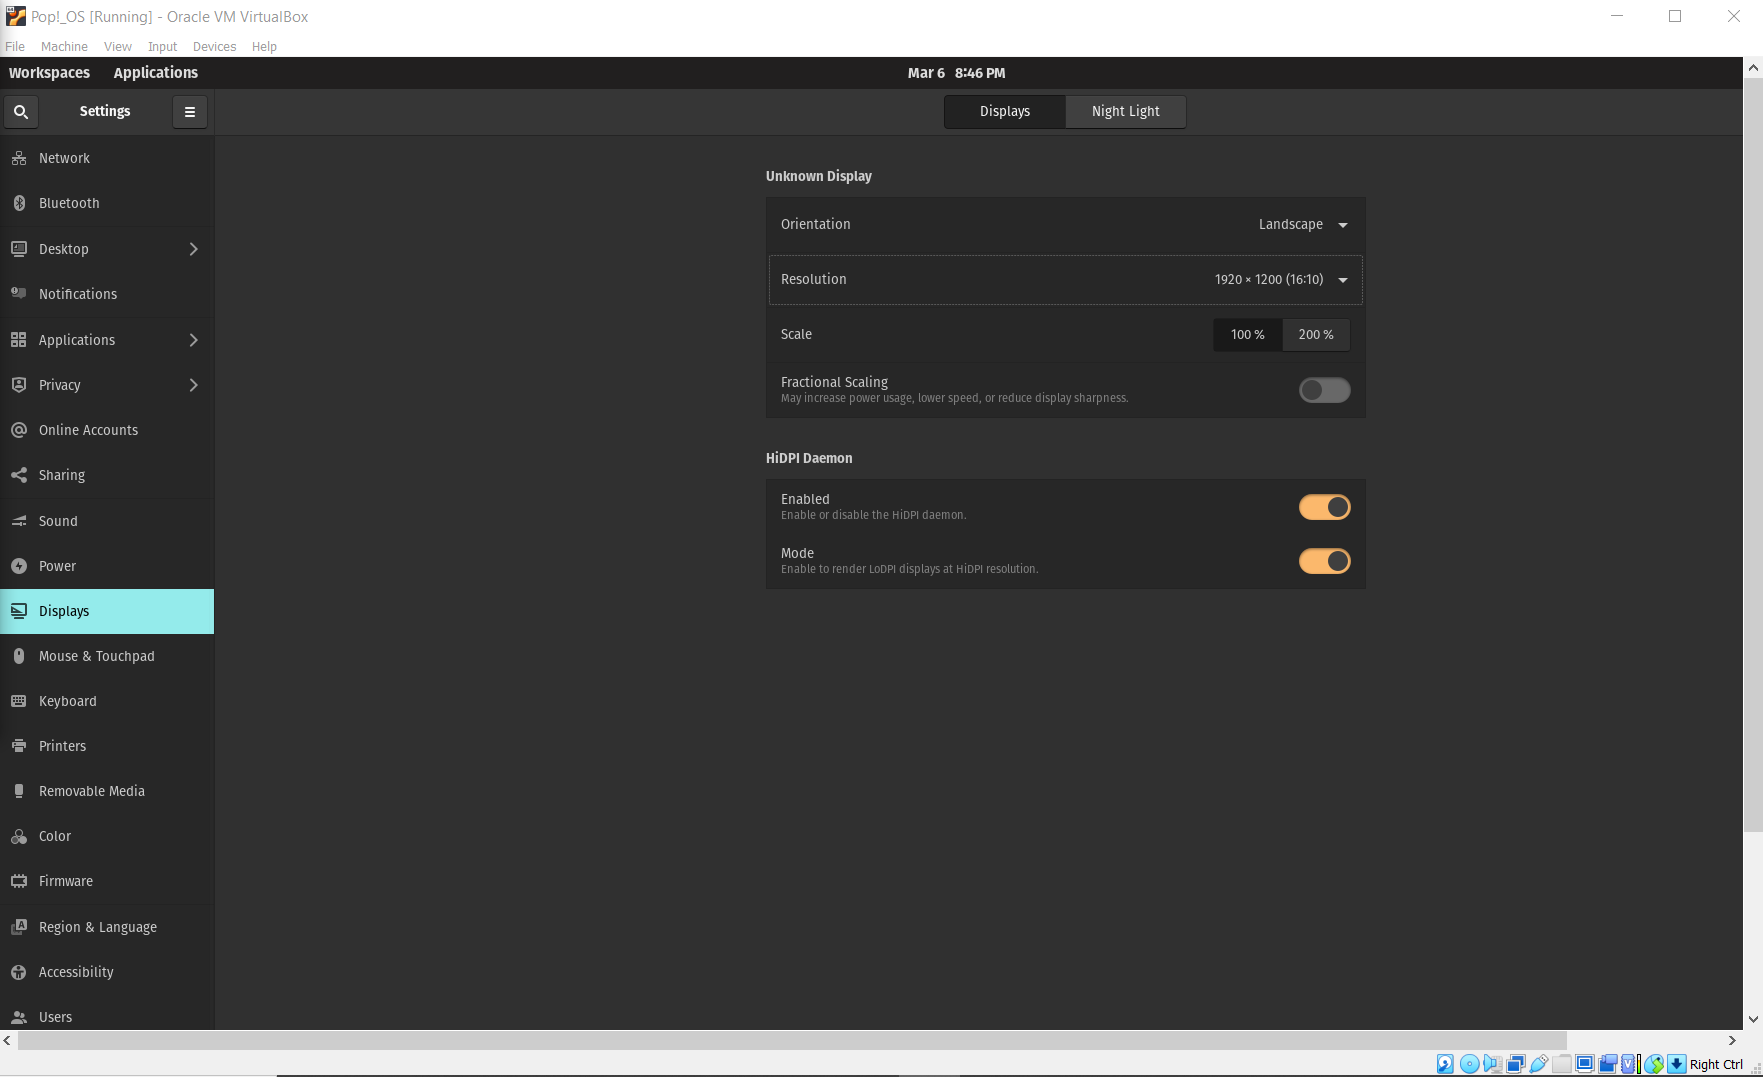 Pop!_OS [Running] - Oracle VM VirtualBox
File Machine View Input Devices Help
Workspaces Applications Mar 6 8:46 PM
Settings Displays Night Light
Network
Bluetooth
Desktop
Notifications
Applications
Privacy
Online Accounts
Sharing
Sound
Power
Displays
Mouse & Touchpad
Keyboard
Printers
Removable Media
Color
Firmware
Region & Language
Accessibility
Users
Unknown Display
Orientation Landscape
Resolution 1920 × 1200 (16:10)
Scale 100 % 200 %
Fractional Scaling
May increase power usage, lower speed, or reduce display sharpness.
HiDPI Daemon
Enabled
Enable or disable the HiDPI daemon.
Mode
Enable to render LoDPI displays at HiDPI resolution.
Right Ctrl